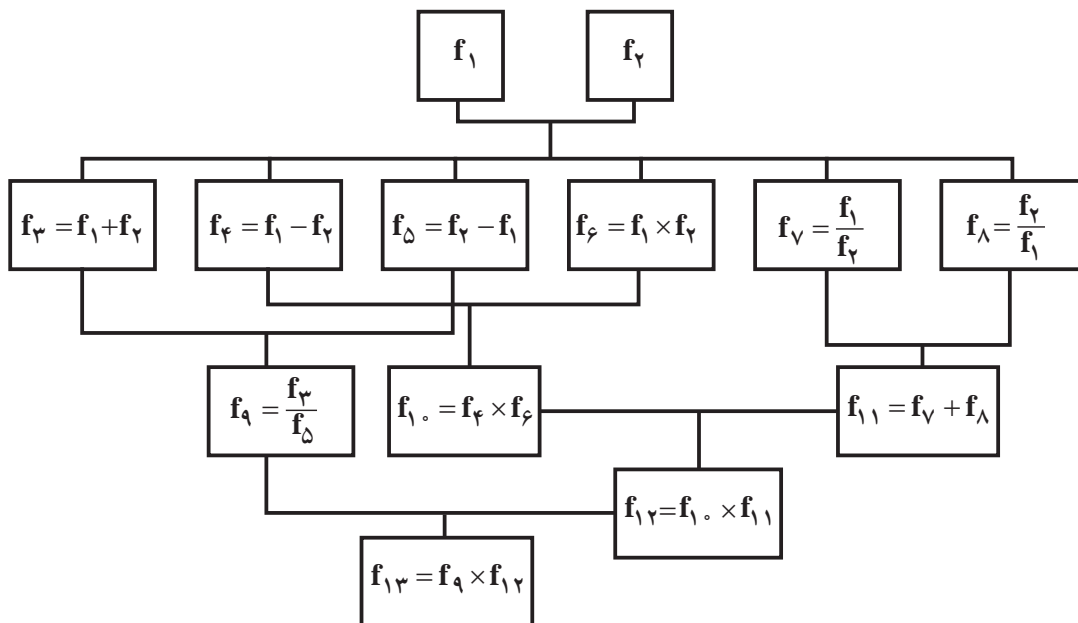 f۱
f۲
f۳ = f۱+f۲
f۴ = f۱ − f۲
f۵ = f۲ − f۱
f۶ = f۱ × f۲
f۷ = f۱/f۲
f۸ = f۲/f۱
f۹ = f۳/f۵
f۱۰ = f۴ × f۶
f۱۱ = f۷ + f۸
f۱۲ = f۱۰ × f۱۱
f۱۳ = f۹ × f۱۲